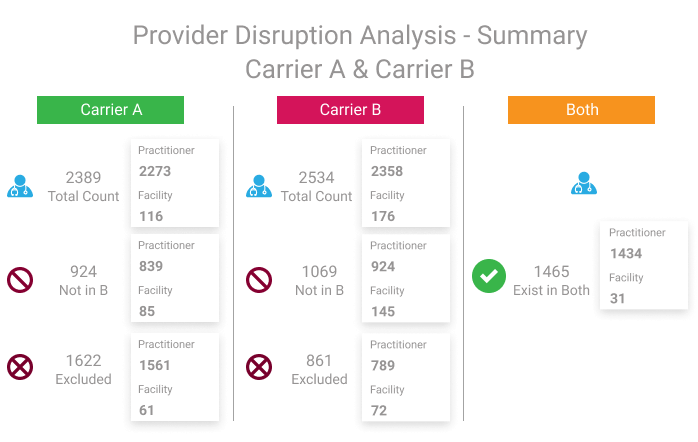 Provider Disruption Analysis - Summary
Carrier A & Carrier B
Carrier A
2389
Total Count
Practitioner
2273
Facility
116
924
Not in B
Practitioner
839
Facility
85
1622
Excluded
Practitioner
1561
Facility
61
Carrier B
2534
Total Count
Practitioner
2358
Facility
176
1069
Not in B
Practitioner
924
Facility
145
861
Excluded
Practitioner
789
Facility
72
Both
1465
Exist in Both
Practitioner
1434
Facility
31